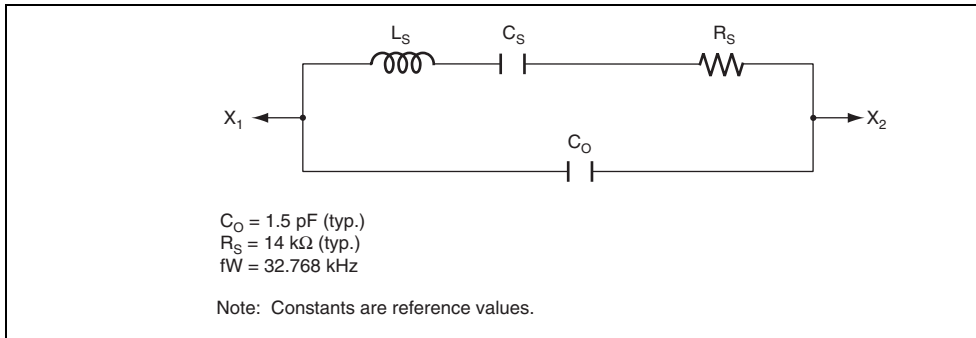 L_S C_S R_S
X_1 X_2
C_O
C_O = 1.5 pF (typ.)
R_S = 14 kΩ (typ.)
fW = 32.768 kHz
Note: Constants are reference values.